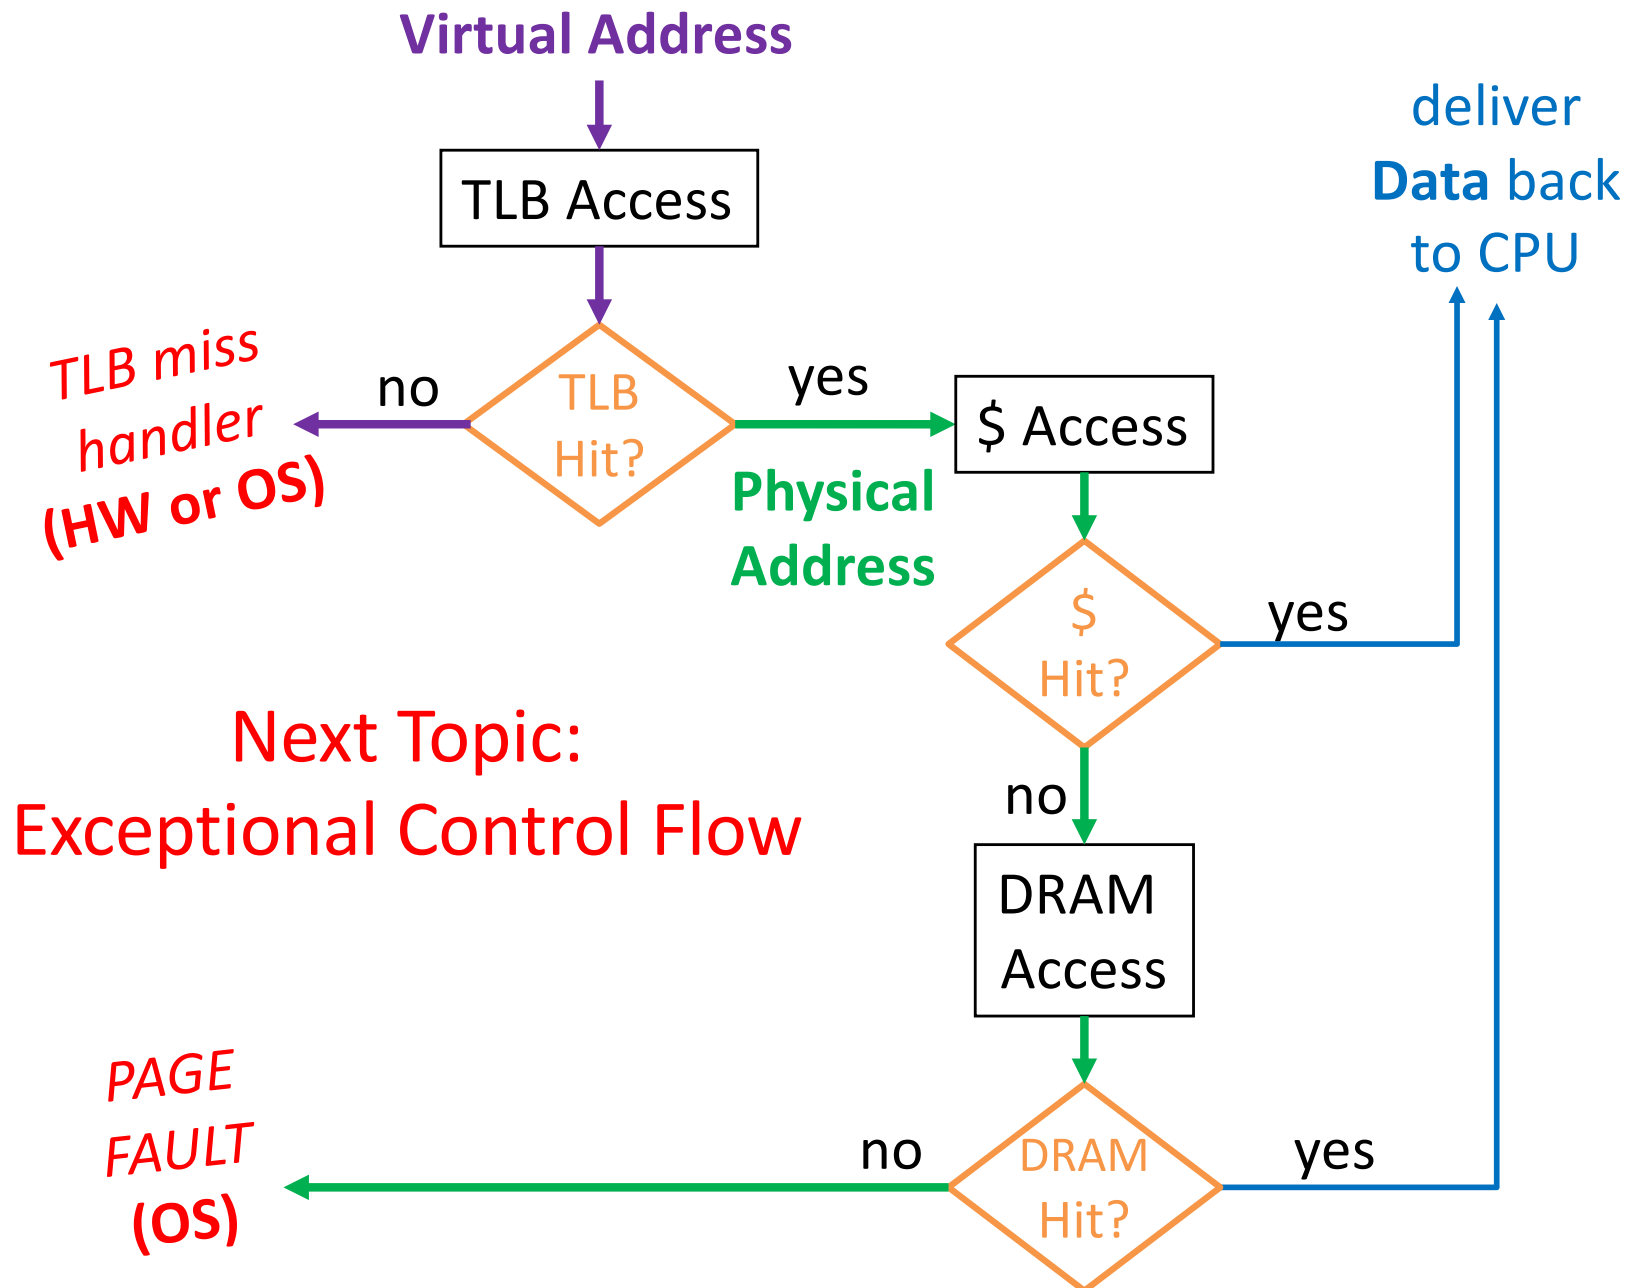 Virtual Address
TLB Access
TLB
Hit?
no
TLB miss
handler
(HW or OS)
yes
Physical
Address
$ Access
$
Hit?
yes
deliver
Data back
to CPU
no
DRAM
Access
DRAM
Hit?
yes
no
PAGE
FAULT
(OS)
Next Topic:
Exceptional Control Flow